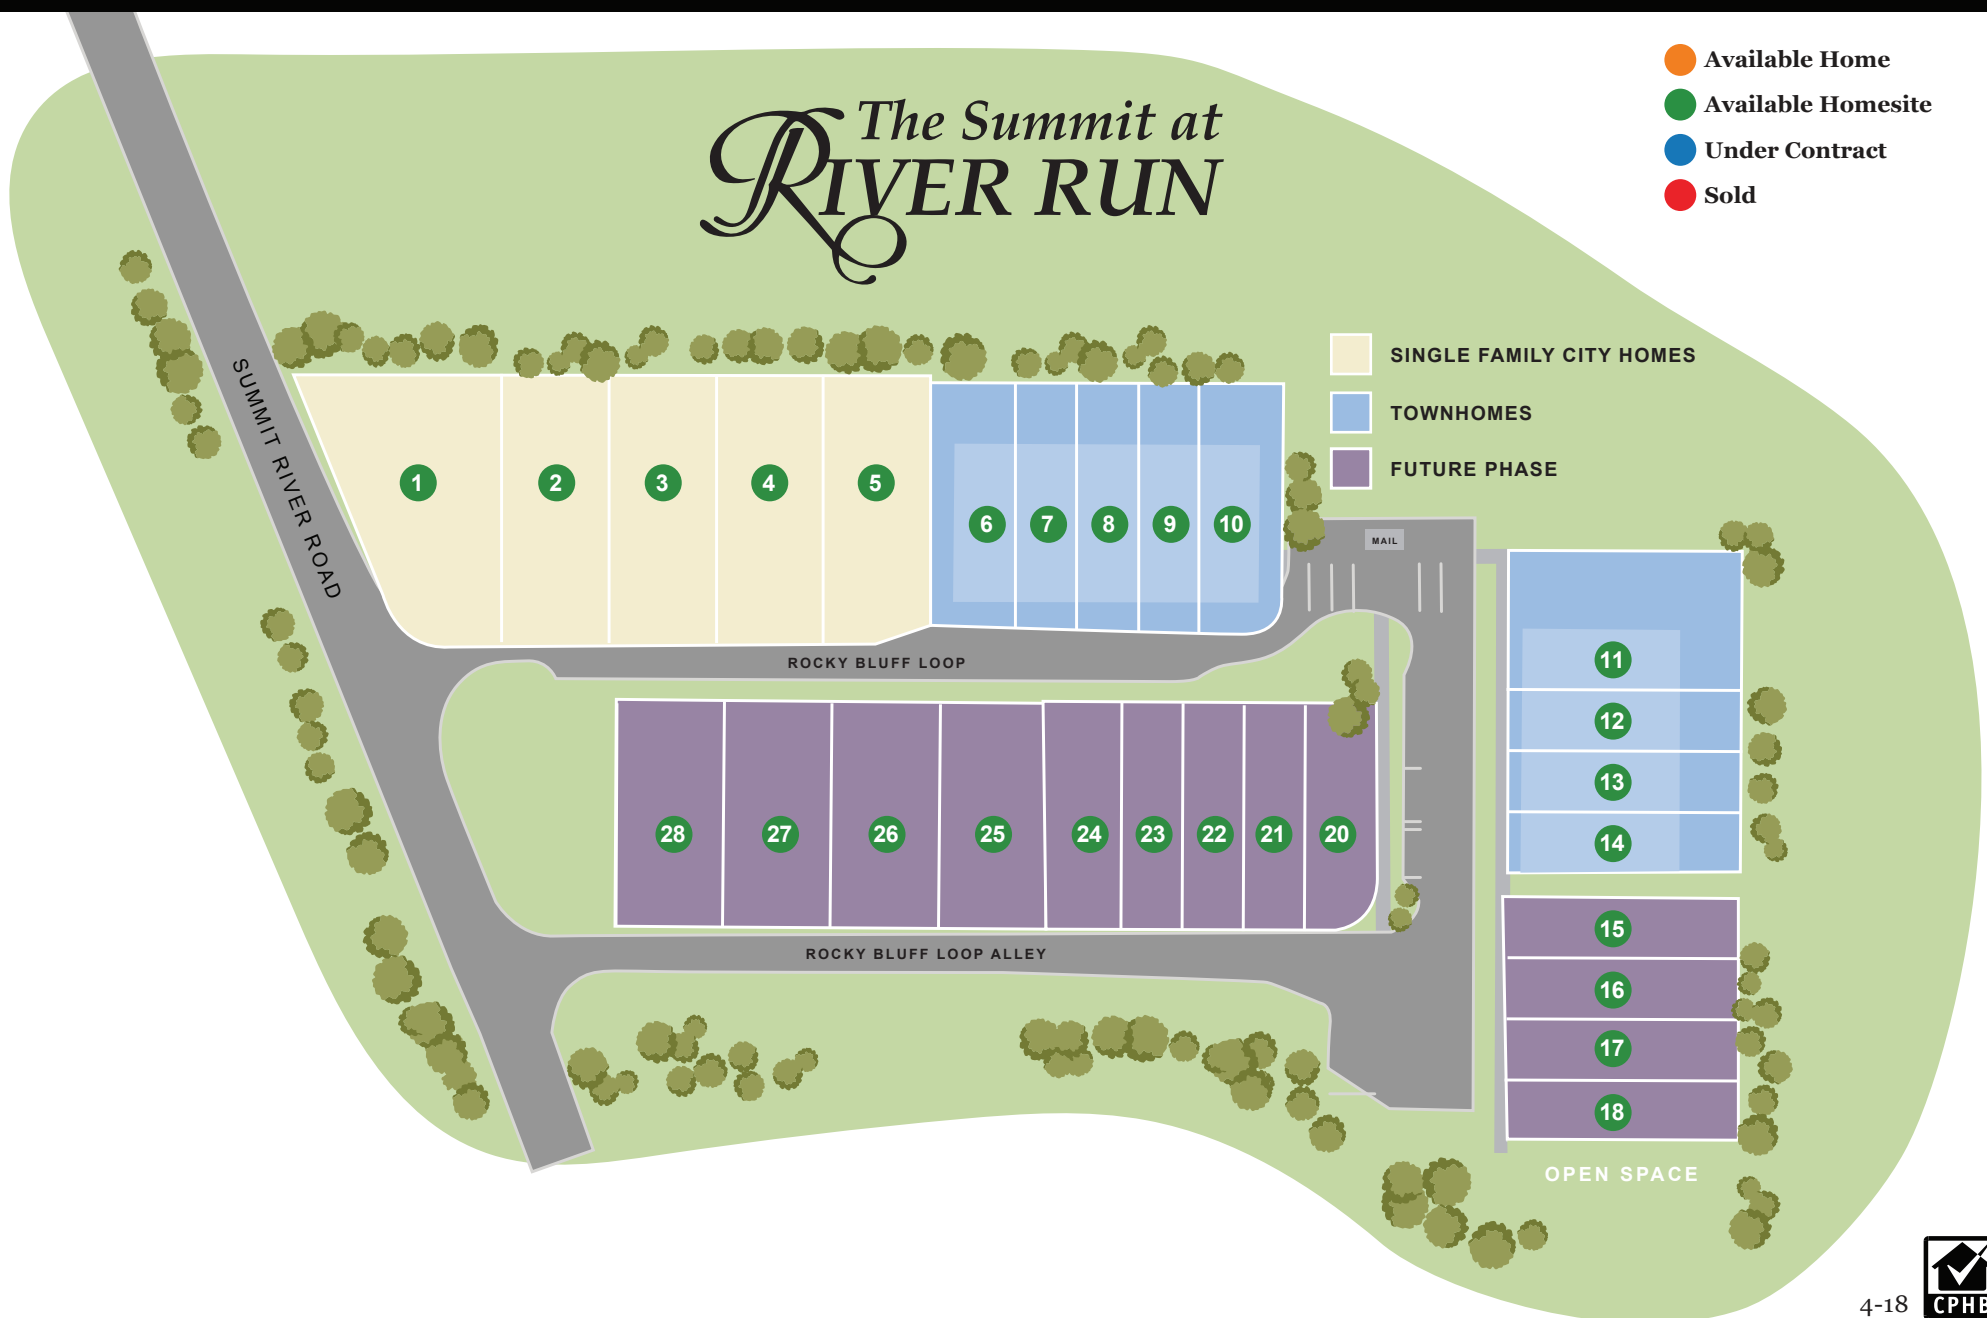 The Summit at
RIVER RUN
Available Home
Available Homesite
Under Contract
Sold
SINGLE FAMILY CITY HOMES
TOWNHOMES
FUTURE PHASE
SUMMIT RIVER ROAD
1
2
3
4
5
6
7
8
9
10
MAIL
ROCKY BLUFF LOOP
11
12
13
14
28
27
26
25
24
23
22
21
20
ROCKY BLUFF LOOP ALLEY
15
16
17
18
OPEN SPACE
4-18
CPHB